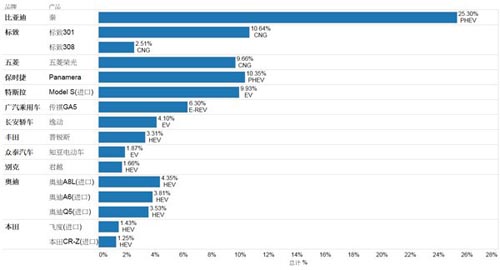 品牌 产品
比亚迪 秦 25.30%
PHEV
标致 标致301 10.64%
CNG
标致308 2.51%
CNG
五菱 五菱荣光 9.66%
CNG
保时捷 Panamera 10.35%
PHEV
特斯拉 Model S(进口) 9.93%
EV
广汽乘用车 传祺GA5 6.30%
E-REV
长安轿车 逸动 4.10%
EV
丰田 普锐斯 3.31%
HEV
众泰汽车 知豆电动车 1.87%
EV
别克 君越 1.66%
HEV
奥迪 奥迪A8L(进口) 4.35%
HEV
奥迪A6(进口) 3.81%
HEV
奥迪Q5(进口) 3.53%
HEV
本田 飞度(进口) 1.43%
HEV
本田CR-Z(进口) 1.25%
HEV
0% 2% 4% 6% 8% 10% 12% 14% 16% 18% 20% 22% 24% 26% 28%
总计 %